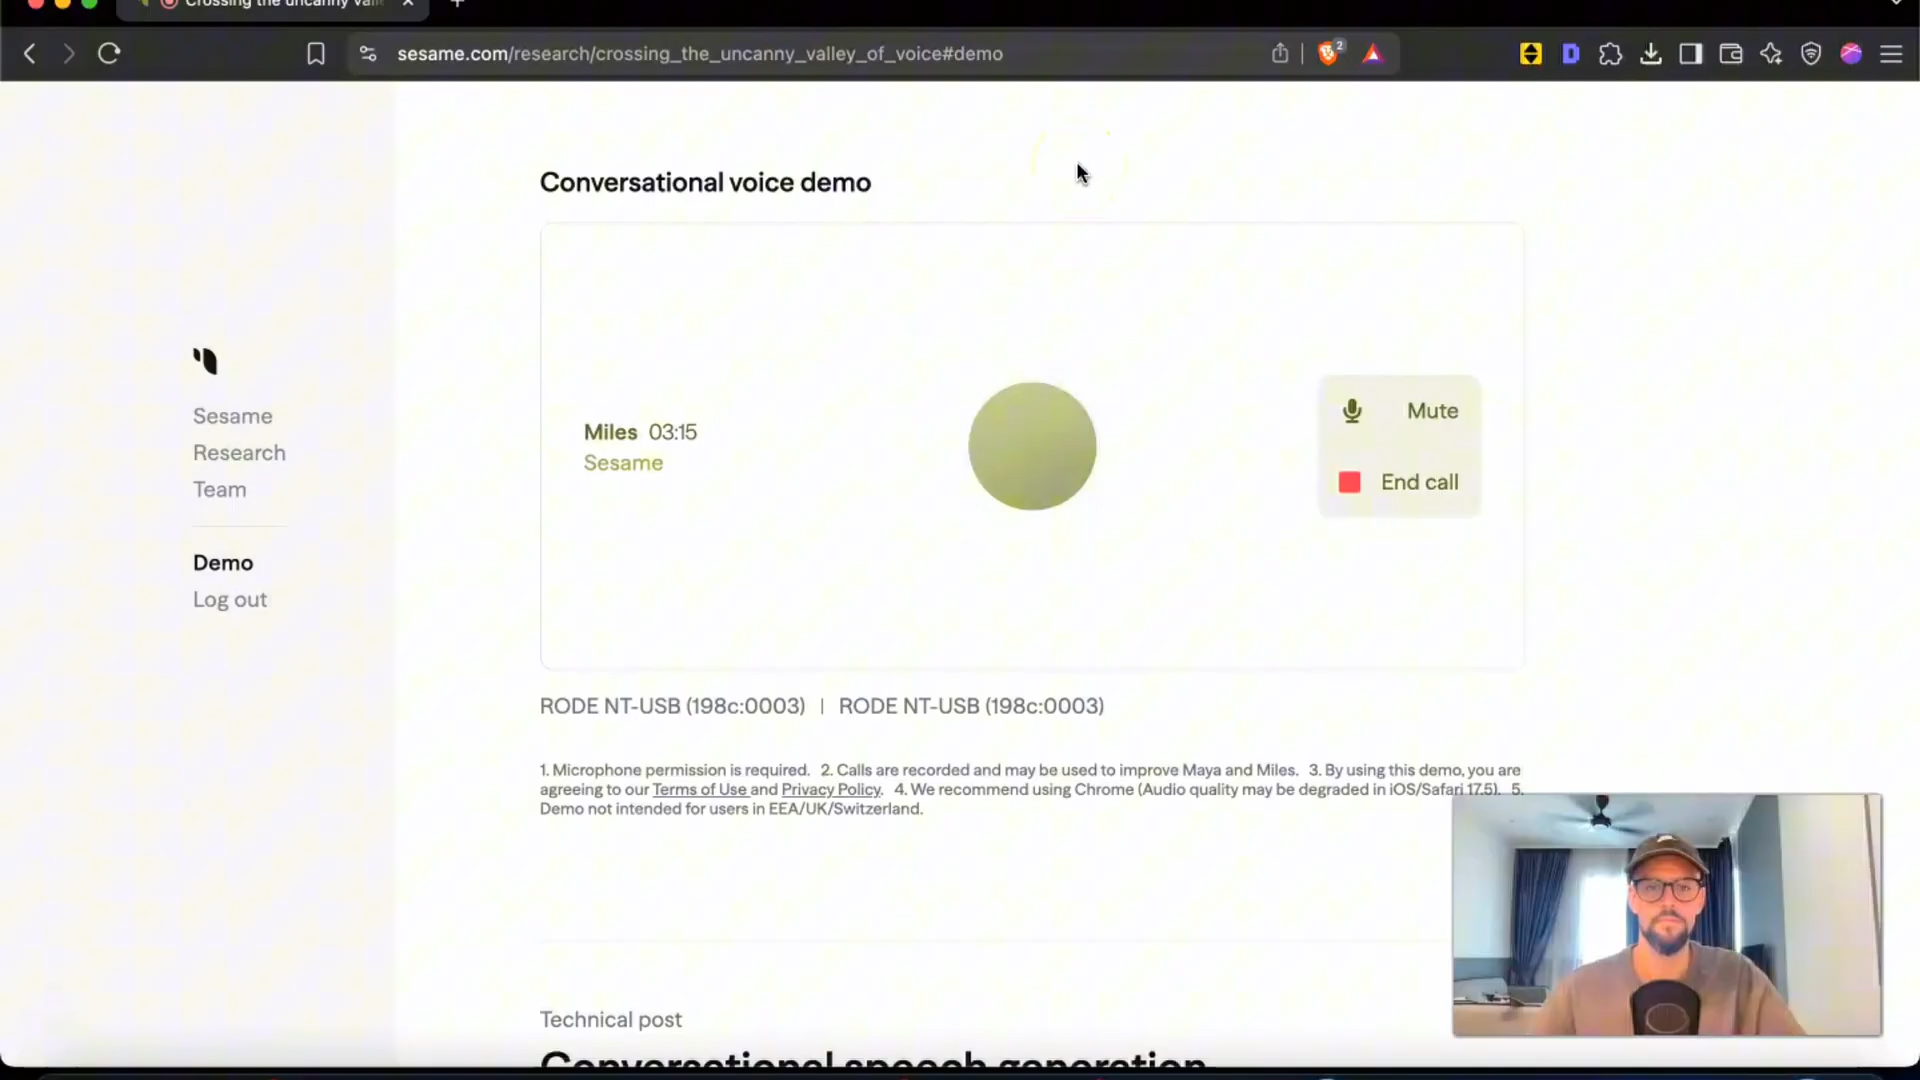 Crossing the uncanny vall
sesame.com/research/crossing_the_uncanny_valley_of_voice#demo
2
Conversational voice demo
Miles 03:15
Sesame
Mute
End call
Sesame
Research
Team
Demo
Log out
RODE NT-USB (198c:0003) | RODE NT-USB (198c:0003)
1. Microphone permission is required. 2. Calls are recorded and may be used to improve Maya and Miles. 3. By using this demo, you are
agreeing to our Terms of Use and Privacy Policy. 4. We recommend using Chrome (Audio quality may be degraded in iOS/Safari 17.5). 5.
Demo not intended for users in EEA/UK/Switzerland.
Technical post
Conversational speech generation